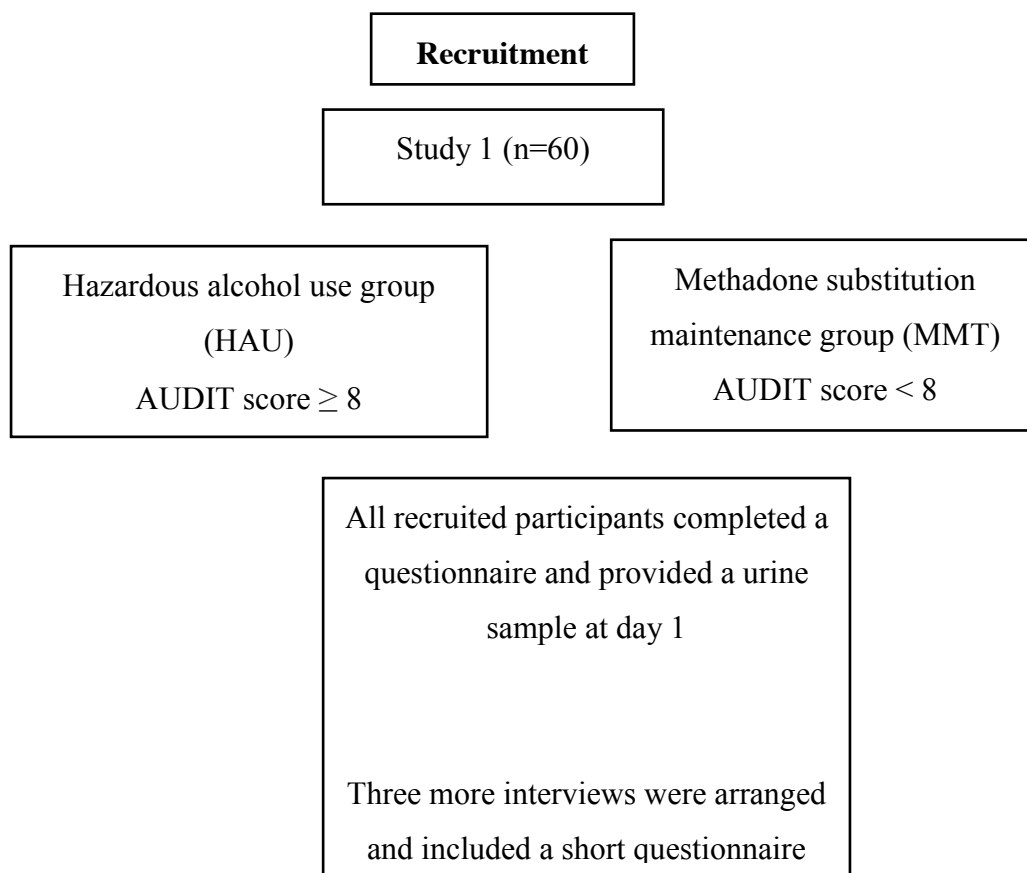 Recruitment
Study 1 (n=60)
Hazardous alcohol use group
(HAU)
AUDIT score ≥ 8
Methadone substitution
maintenance group (MMT)
AUDIT score < 8
All recruited participants completed a
questionnaire and provided a urine
sample at day 1
Three more interviews were arranged
and included a short questionnaire